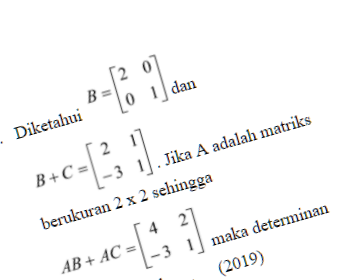 . Diketahui B = [2 0
0 1] dan
B + C = [2 1
-3 1]. Jika A adalah matriks
berukuran 2 x 2 sehingga
AB + AC = [4 2
-3 1] maka determinan
(2019)